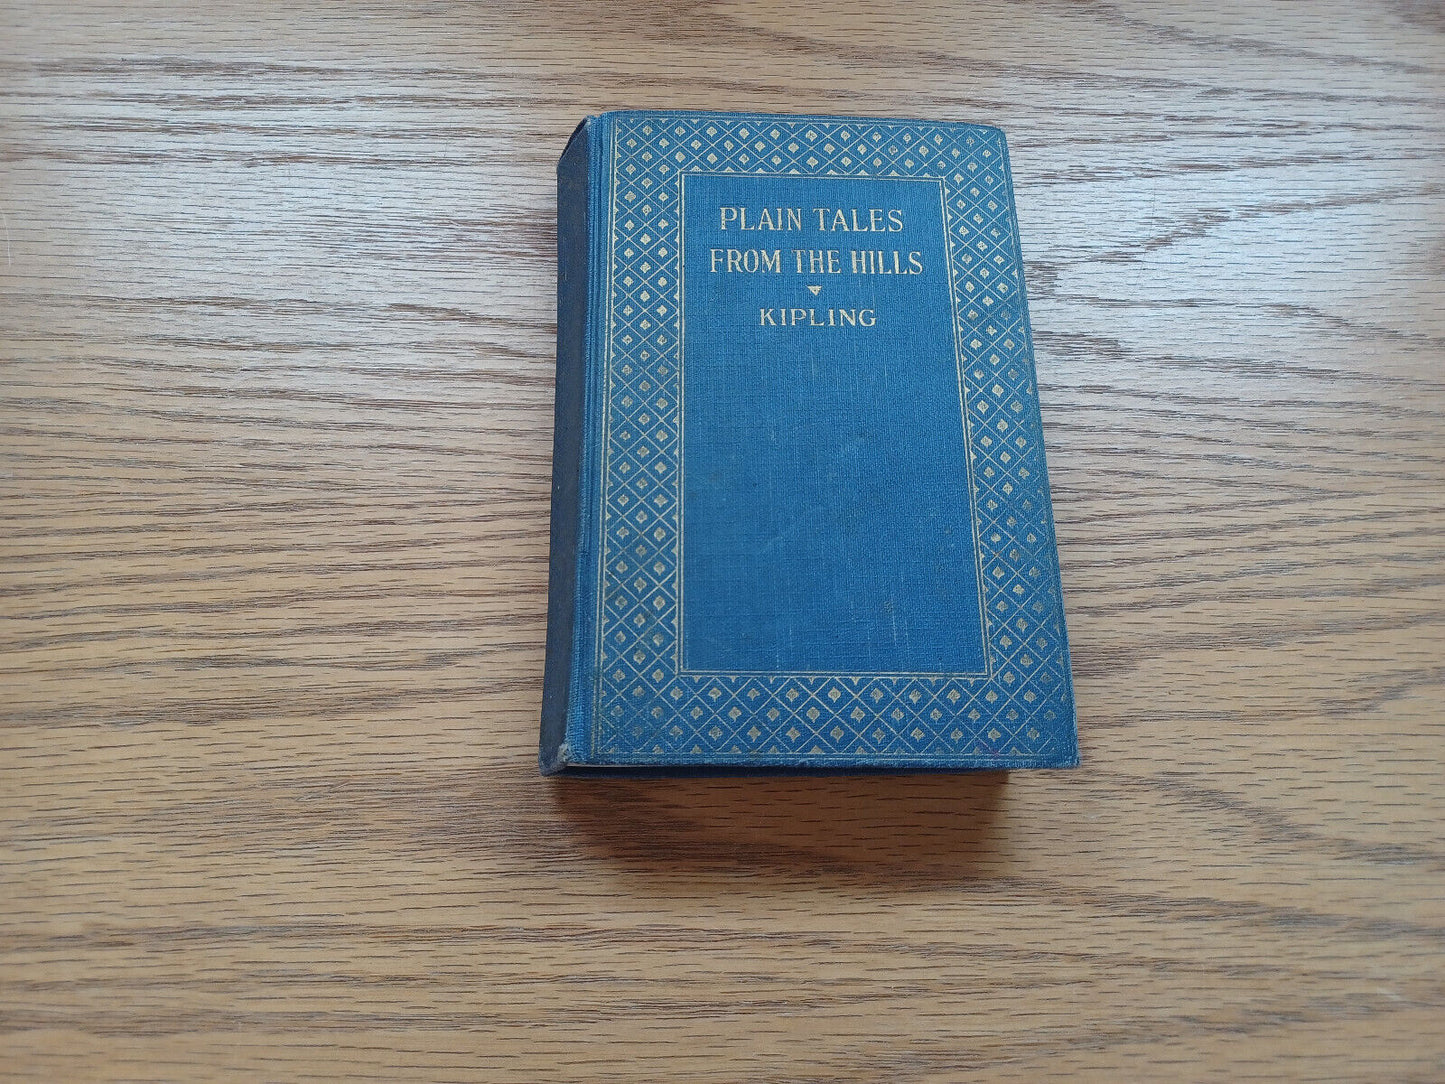 PLAIN TALES
FROM THE HILLS
KIPLING